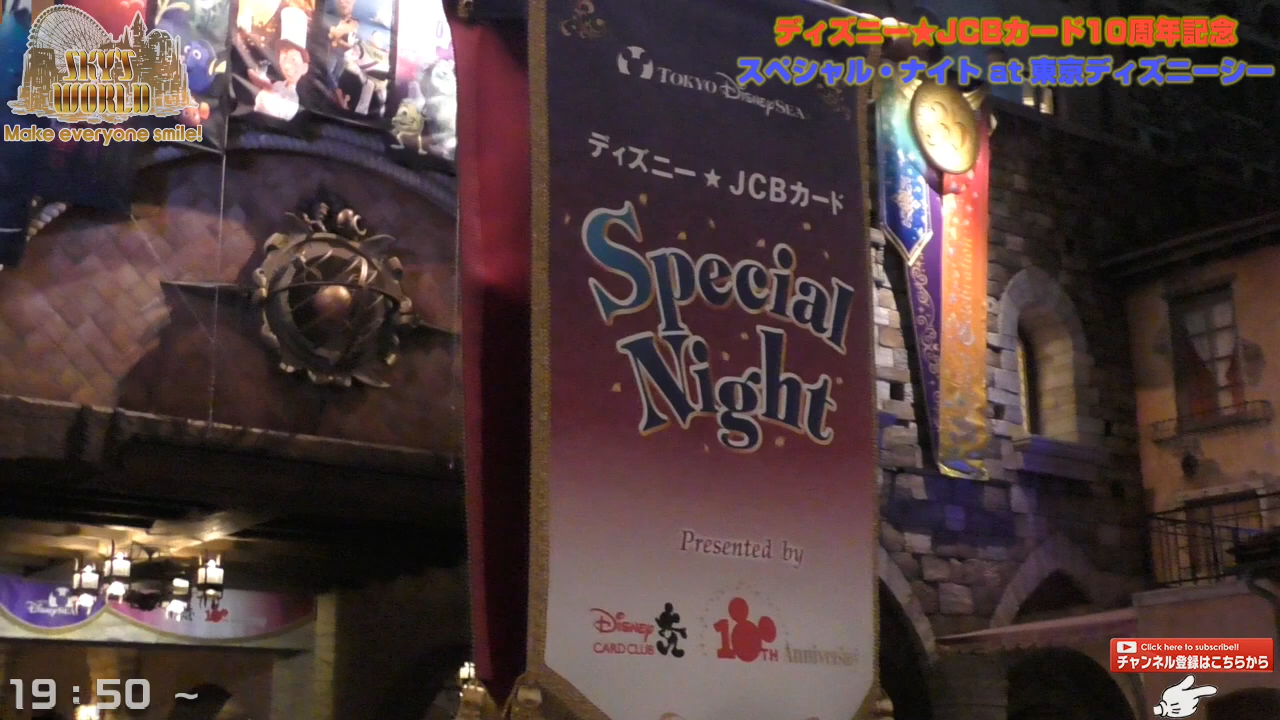 SKY'S
WORLD
Make everyone smile!
ディズニー★JCBカード10周年記念
スペシャル・ナイト at 東京ディズニーシー
TOKYO DISNEYSEA
ディズニー★JCBカード
Special
Night
Presented by
DISNEY
CARD CLUB
10TH Anniversary
DISNEYSEA
Click here to subscribe!!
チャンネル登録はこちらから
19:50 ~